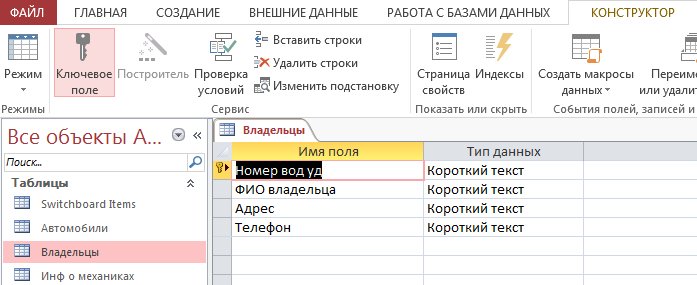 ФАЙЛ ГЛАВНАЯ СОЗДАНИЕ ВНЕШНИЕ ДАННЫЕ РАБОТА С БАЗАМИ ДАННЫХ КОНСТРУКТОР
Режим
Ключевое поле
Построитель
Проверка условий
Вставить строки
Удалить строки
Изменить подстановку
Страница свойств
Индексы
Создать макросы данных
Переиме
или удали
Режимы Сервис Показать или скрыть События полей, записей и
Все объекты A...
Поиск...
Таблицы
Switchboard Items
Автомобили
Владельцы
Инф о механиках
Владельцы
Имя поля Тип данных
Номер вод уд Короткий текст
ФИО владельца Короткий текст
Адрес Короткий текст
Телефон Короткий текст